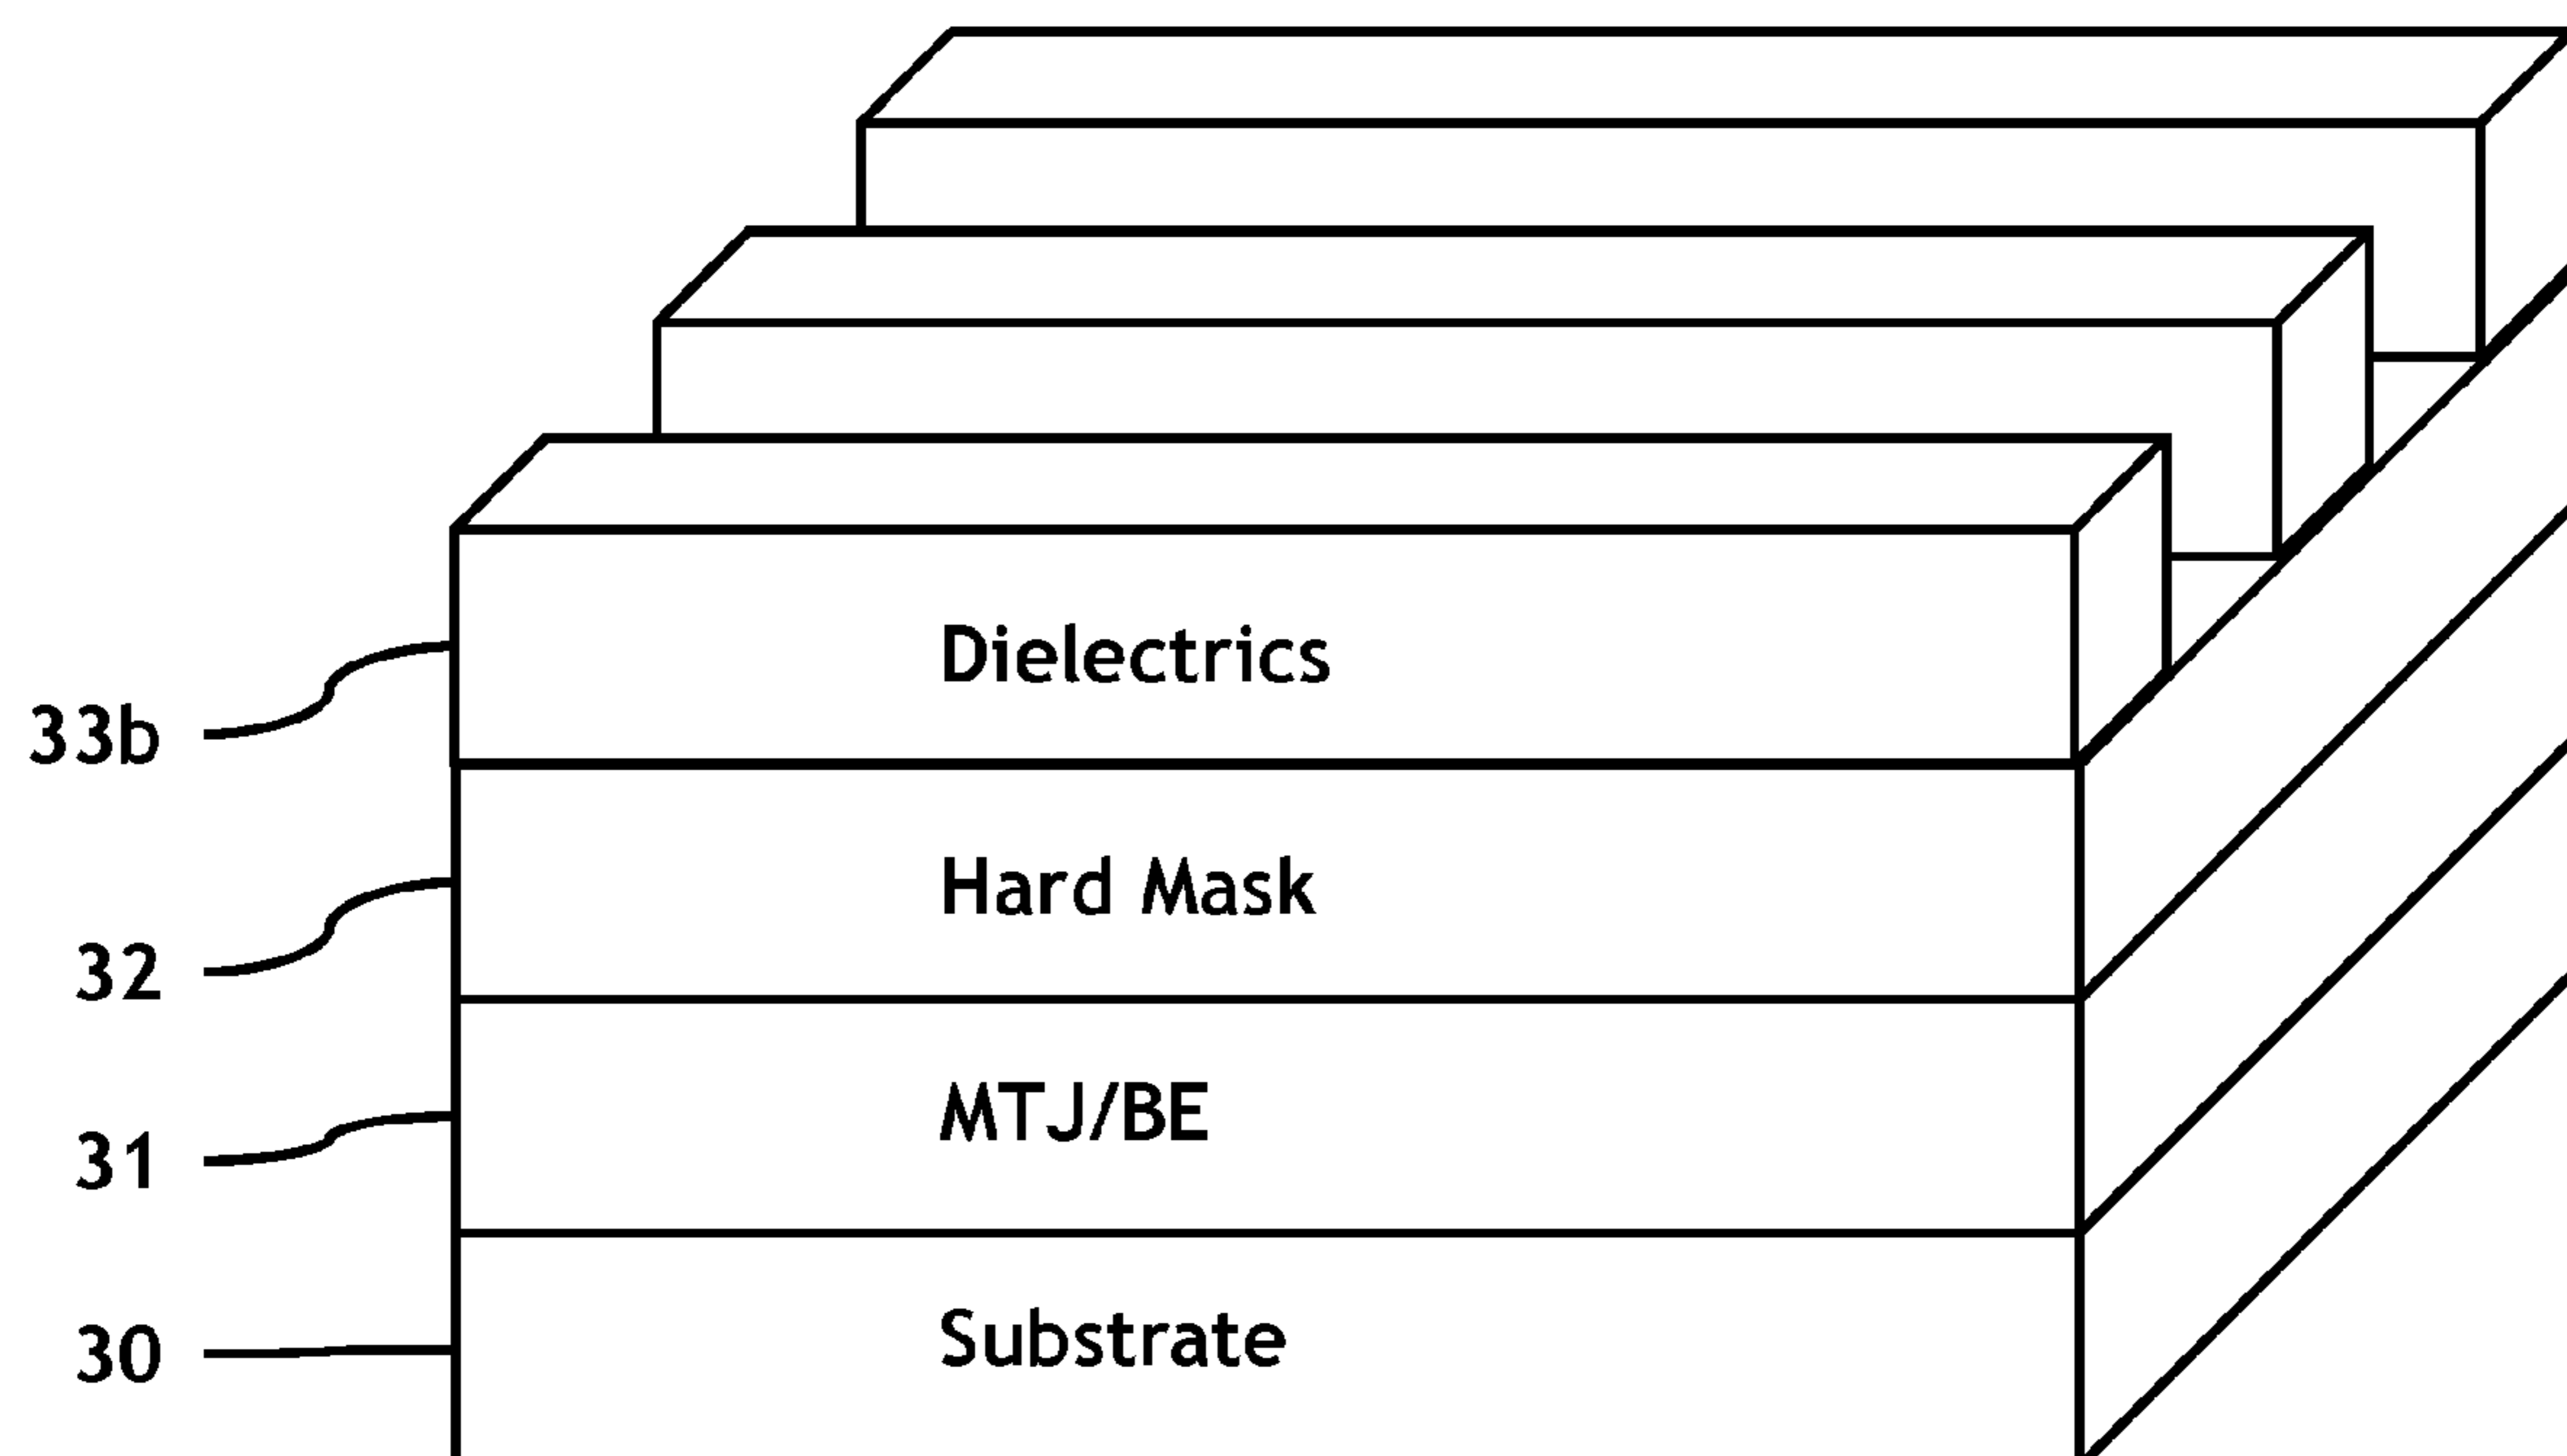 Dielectrics
33b
Hard Mask
32
MTJ/BE
31
Substrate
30